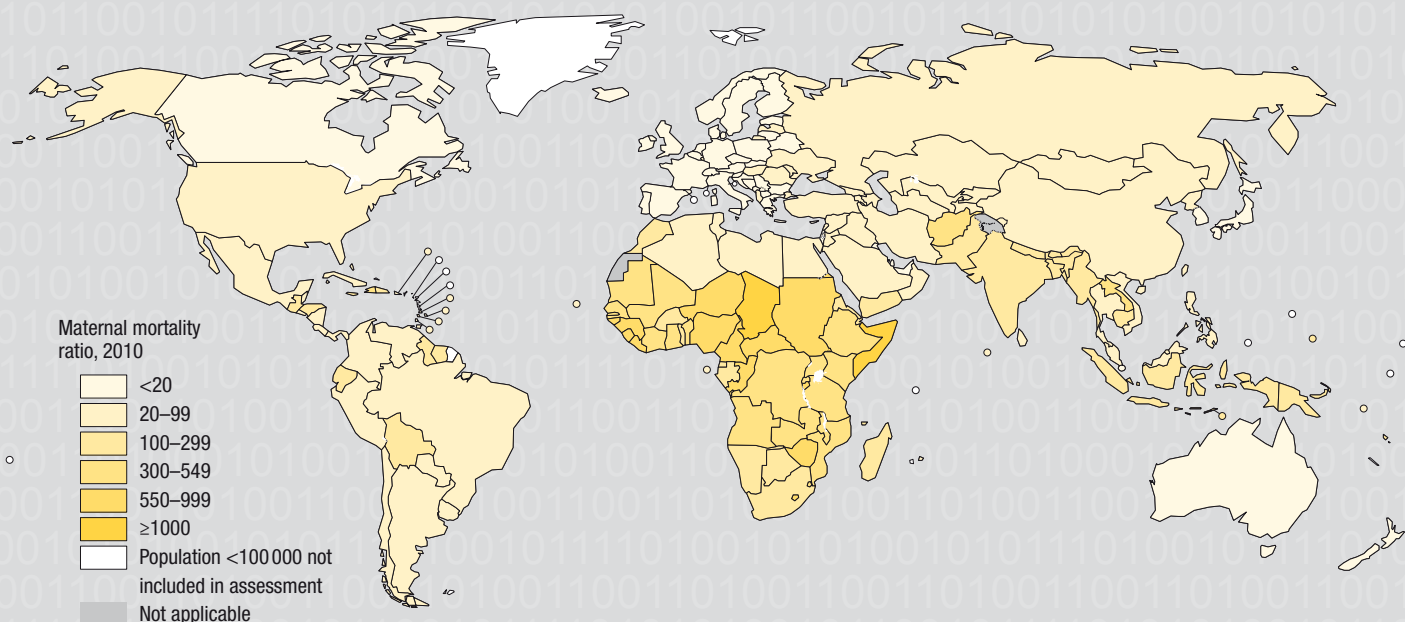 Maternal mortality
ratio, 2010
<20
20–99
100–299
300–549
550–999
≥1000
Population <100 000 not
included in assessment
Not applicable